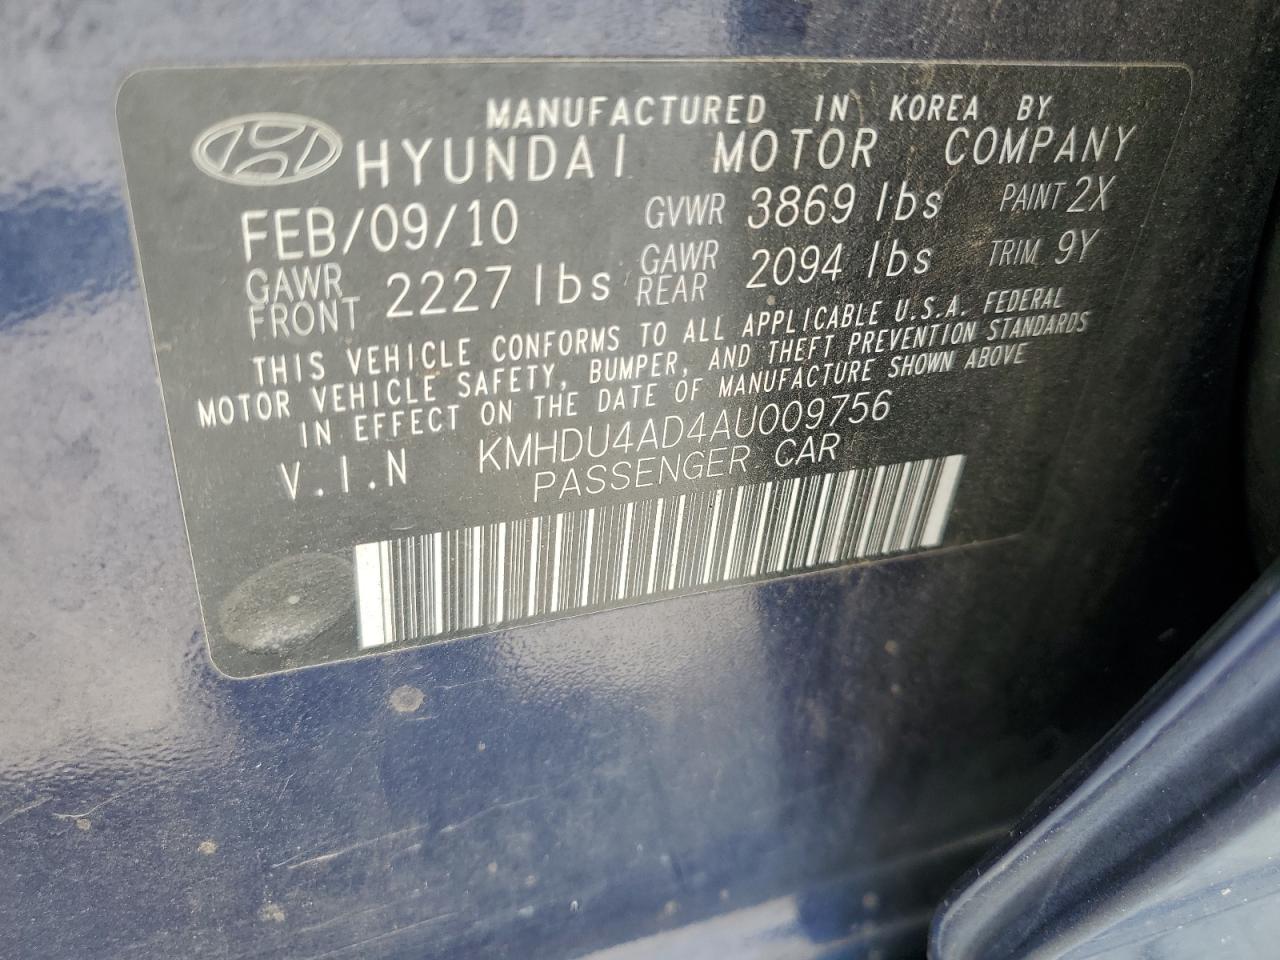 MANUFACTURED IN KOREA BY
HYUNDAI MOTOR COMPANY
FEB/09/10 GVWR 3869 lbs PAINT 2X
GAWR FRONT 2227 lbs GAWR REAR 2094 lbs TRIM 9Y
THIS VEHICLE CONFORMS TO ALL APPLICABLE U.S.A. FEDERAL
MOTOR VEHICLE SAFETY, BUMPER, AND THEFT PREVENTION STANDARDS
IN EFFECT ON THE DATE OF MANUFACTURE SHOWN ABOVE
V.I.N KMHDU4AD4AU009756
PASSENGER CAR